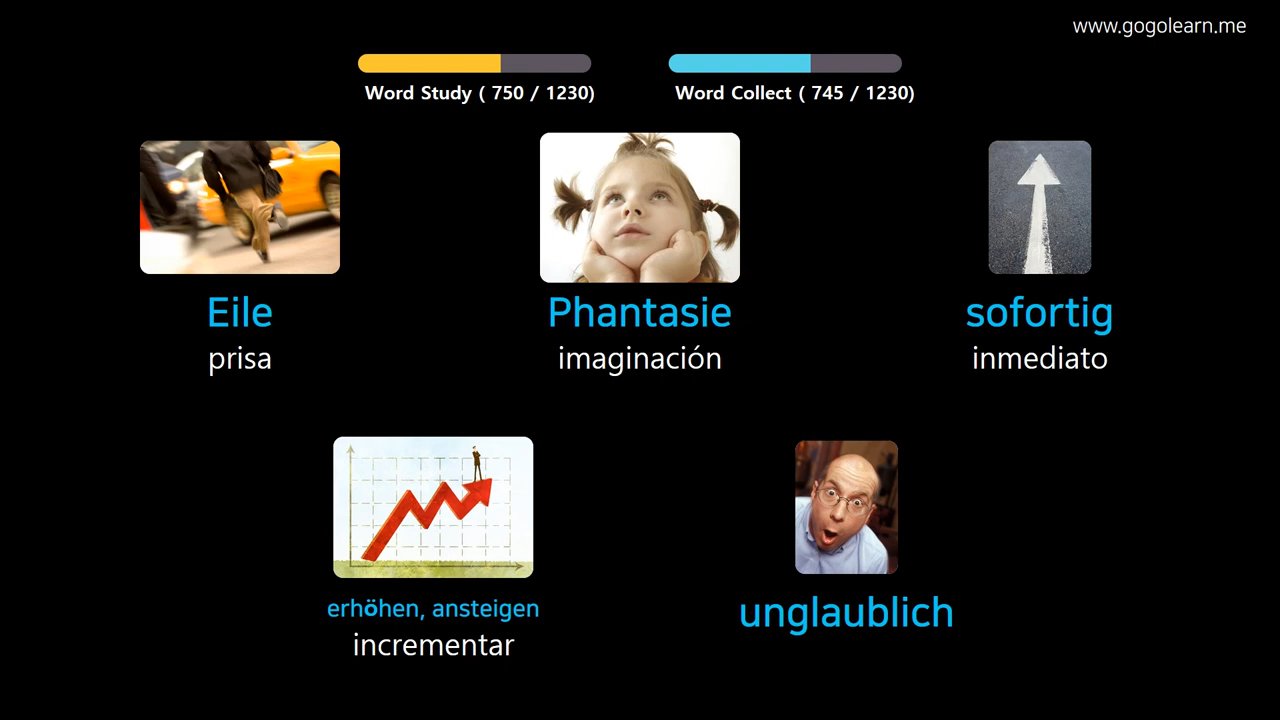 www.gogolearn.me
Word Study ( 750 / 1230)
Word Collect ( 745 / 1230)
Eile
prisa
Phantasie
imaginación
sofortig
inmediato
erhöhen, ansteigen
incrementar
unglaublich